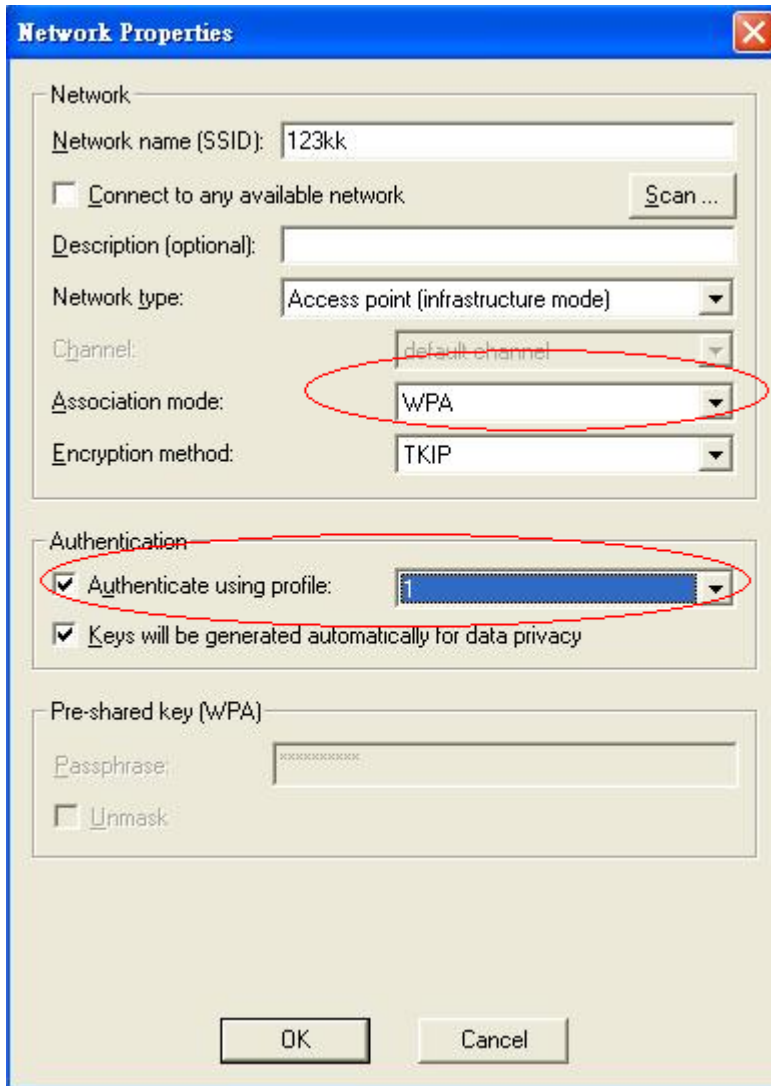 Network Properties
Network
Network name (SSID): 123kk
Connect to any available network Scan ...
Description (optional):
Network type: Access point (infrastructure mode)
Channel: default channel
Association mode: WPA
Encryption method: TKIP
Authentication
Authenticate using profile: 1
Keys will be generated automatically for data privacy
Pre-shared key (WPA)
Passphrase: **********
Unmask
OK Cancel